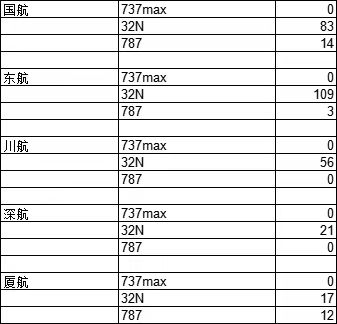 国航 737max 0
32N 83
787 14
东航 737max 0
32N 109
787 3
川航 737max 0
32N 56
787 0
深航 737max 0
32N 21
787 0
厦航 737max 0
32N 17
787 12